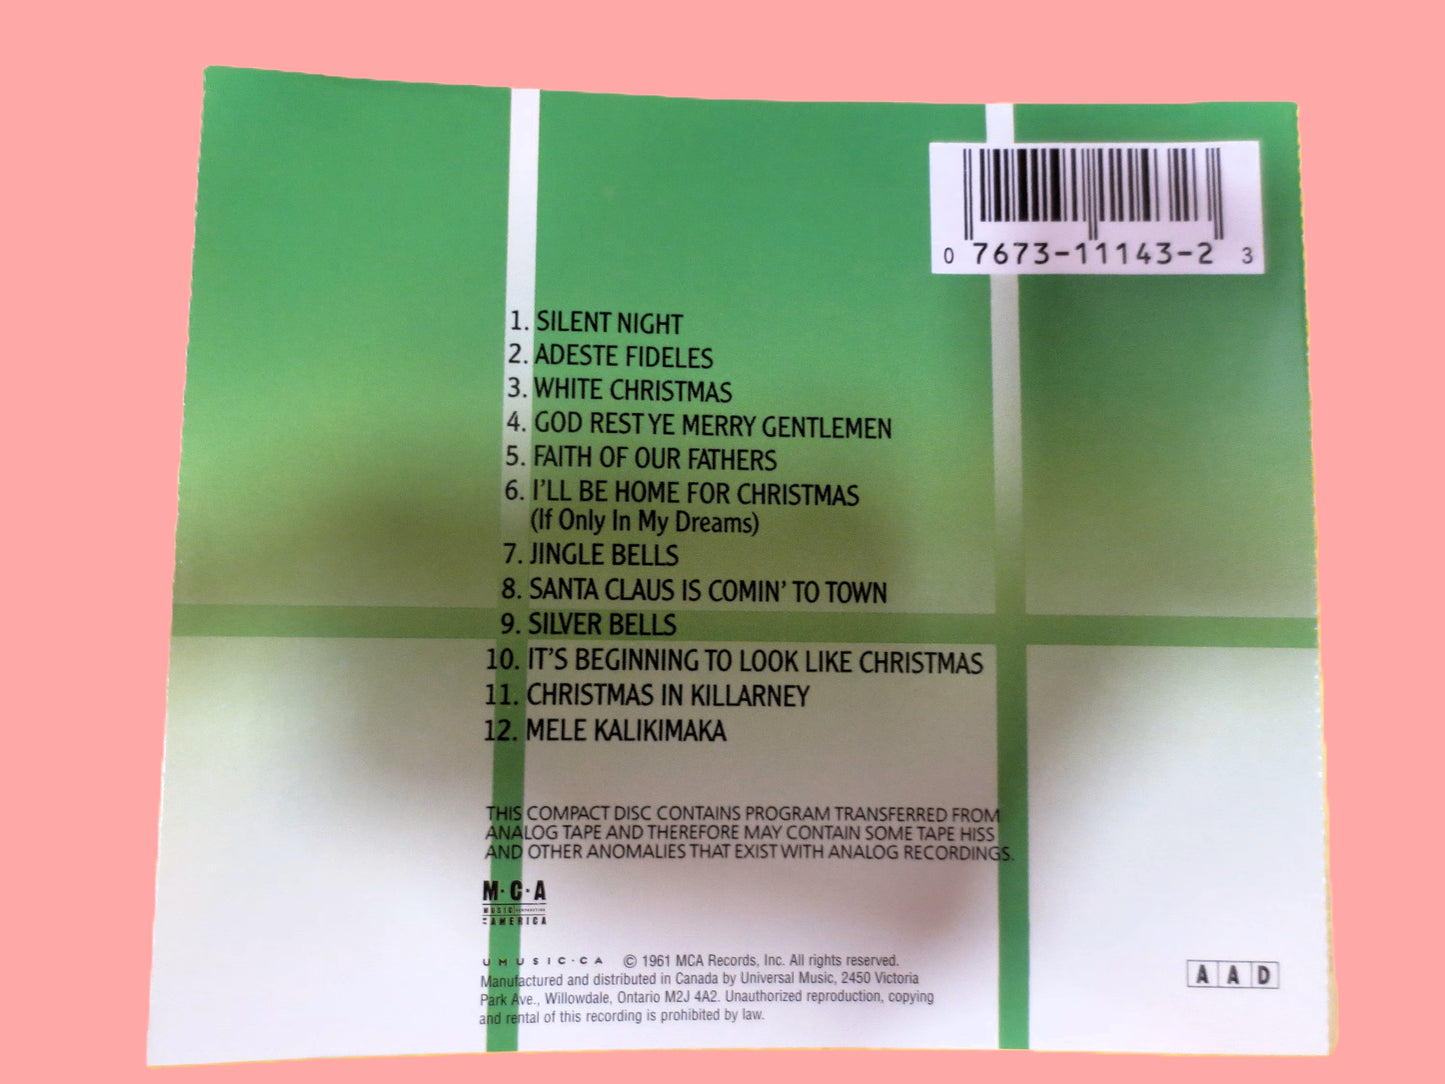 0 7673-11143-2 3
1. SILENT NIGHT
2. ADESTE FIDELES
3. WHITE CHRISTMAS
4. GOD REST YE MERRY GENTLEMEN
5. FAITH OF OUR FATHERS
6. I'LL BE HOME FOR CHRISTMAS
(If Only In My Dreams)
7. JINGLE BELLS
8. SANTA CLAUS IS COMIN' TO TOWN
9. SILVER BELLS
10. IT'S BEGINNING TO LOOK LIKE CHRISTMAS
11. CHRISTMAS IN KILLARNEY
12. MELE KALIKIMAKA
THIS COMPACT DISC CONTAINS PROGRAM TRANSFERRED FROM
ANALOG TAPE AND THEREFORE MAY CONTAIN SOME TAPE HISS
AND OTHER ANOMALIES THAT EXIST WITH ANALOG RECORDINGS.
M·C·A
MUSIC
AMERICA
UMUSIC·CA © 1961 MCA Records, Inc. All rights reserved.
Manufactured and distributed in Canada by Universal Music, 2450 Victoria
Park Ave., Willowdale, Ontario M2J 4A2. Unauthorized reproduction, copying
and rental of this recording is prohibited by law.
A A D